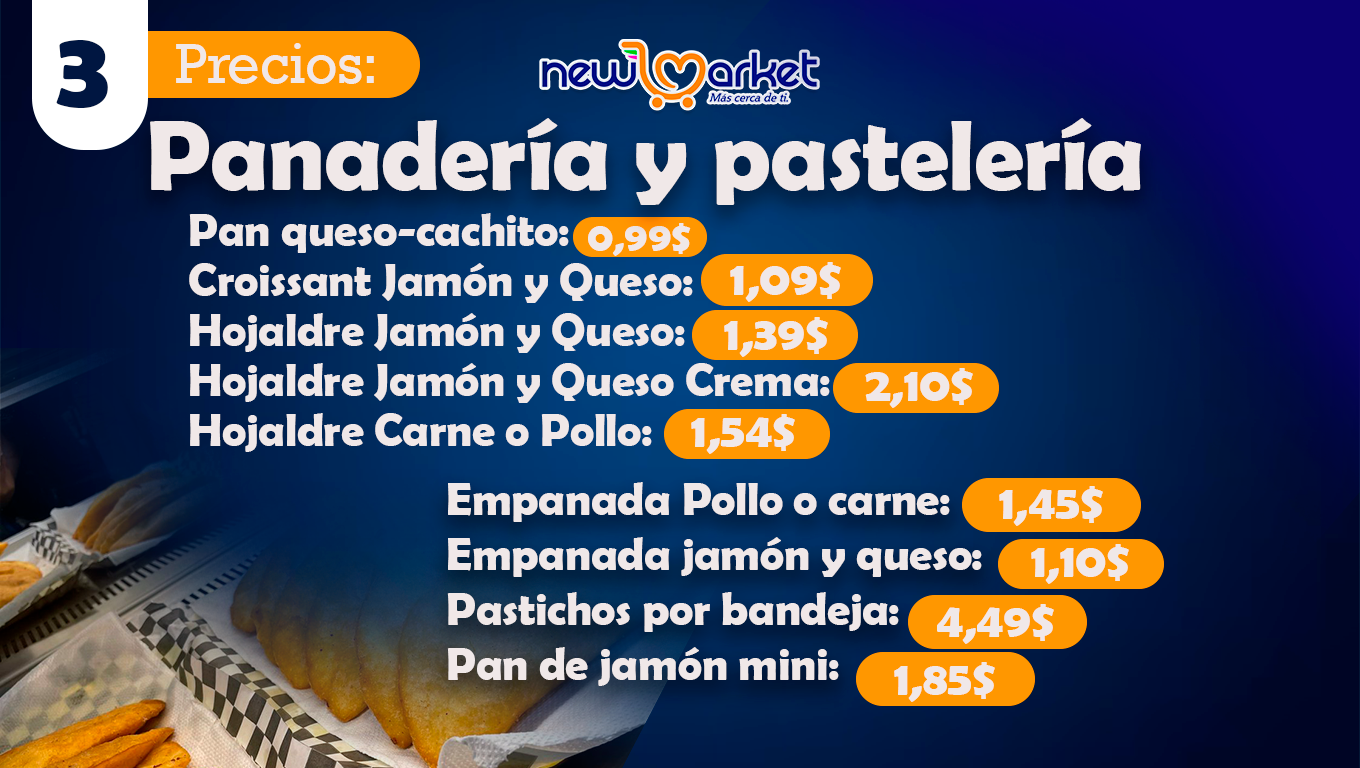 3
Precios:
new market
Más cerca de ti.
Panadería y pastelería
Pan queso-cachito: 0,99$
Croissant Jamón y Queso: 1,09$
Hojaldre Jamón y Queso: 1,39$
Hojaldre Jamón y Queso Crema: 2,10$
Hojaldre Carne o Pollo: 1,54$
Empanada Pollo o carne: 1,45$
Empanada jamón y queso: 1,10$
Pastichos por bandeja: 4,49$
Pan de jamón mini: 1,85$